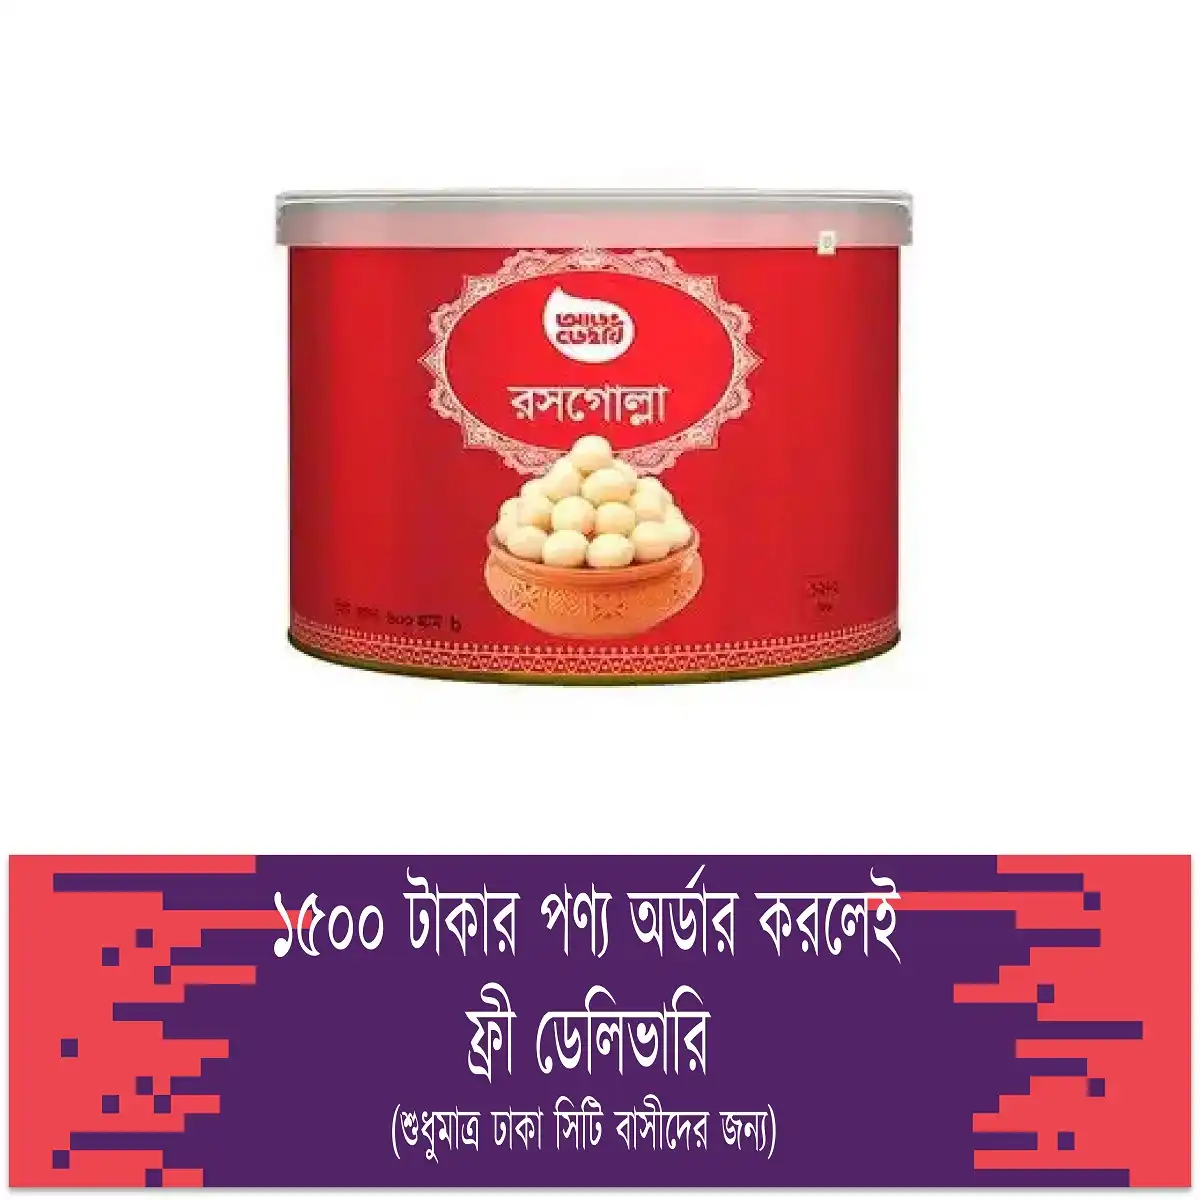 আড়ং
ডেইরি
রসগোল্লা
১৫০০ টাকার পণ্য অর্ডার করলেই
ফ্রী ডেলিভারি
(শুধুমাত্র ঢাকা সিটি বাসীদের জন্য)